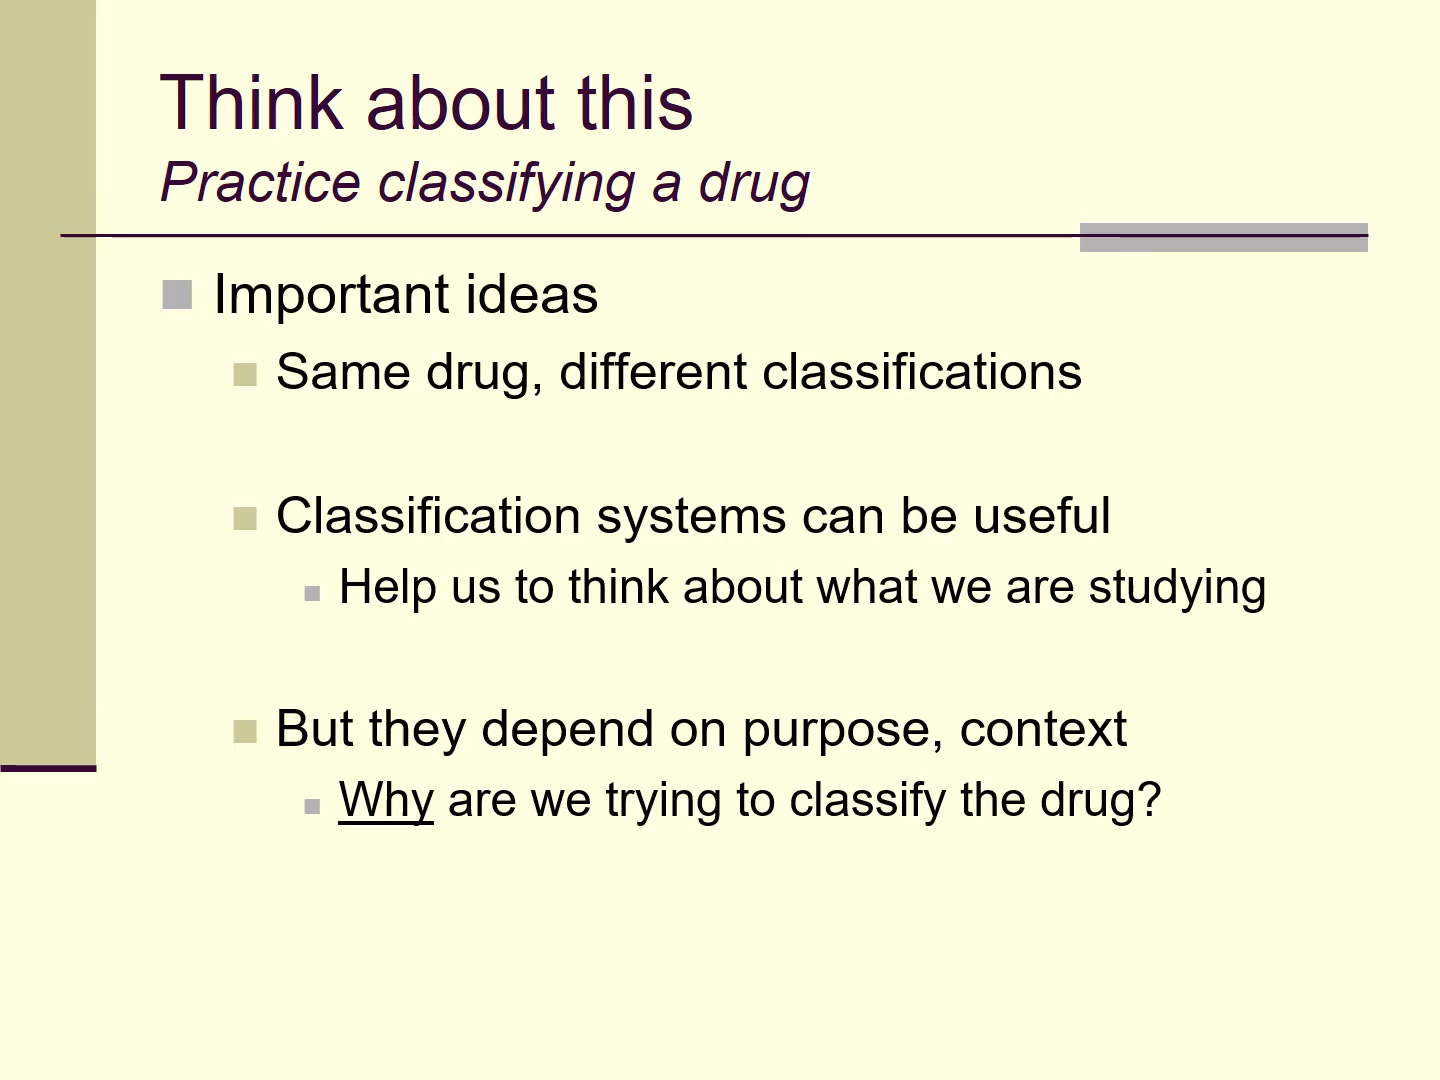 Think about this
Practice classifying a drug
Important ideas
Same drug, different classifications
Classification systems can be useful
Help us to think about what we are studying
But they depend on purpose, context
Why are we trying to classify the drug?